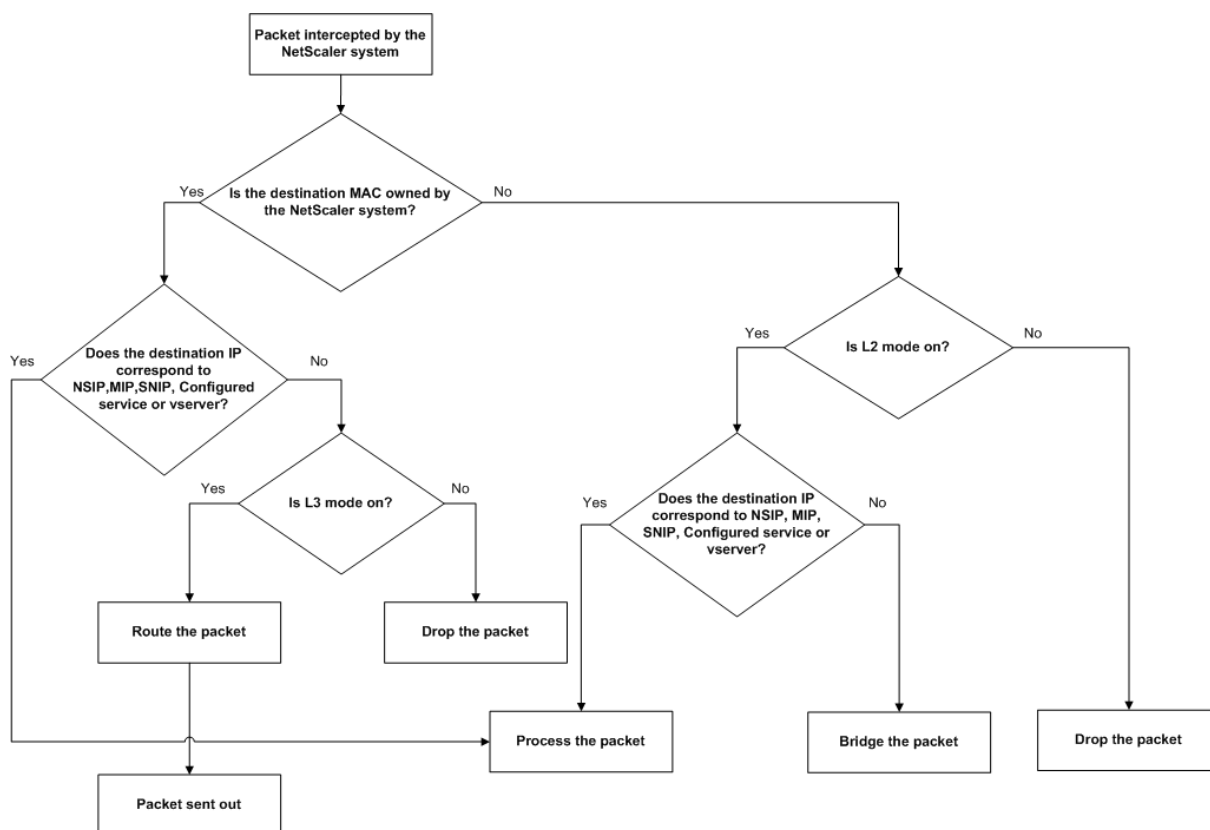 Packet intercepted by the
NetScaler system
Yes
Is the destination MAC owned by
the NetScaler system?
No
Yes
Does the destination IP
correspond to
NSIP,MIP,SNIP, Configured
service or vserver?
No
Yes
Is L2 mode on?
No
Yes
Is L3 mode on?
No
Yes
Does the destination IP
correspond to NSIP, MIP,
SNIP, Configured service or
vserver?
No
Route the packet
Drop the packet
Process the packet
Bridge the packet
Drop the packet
Packet sent out